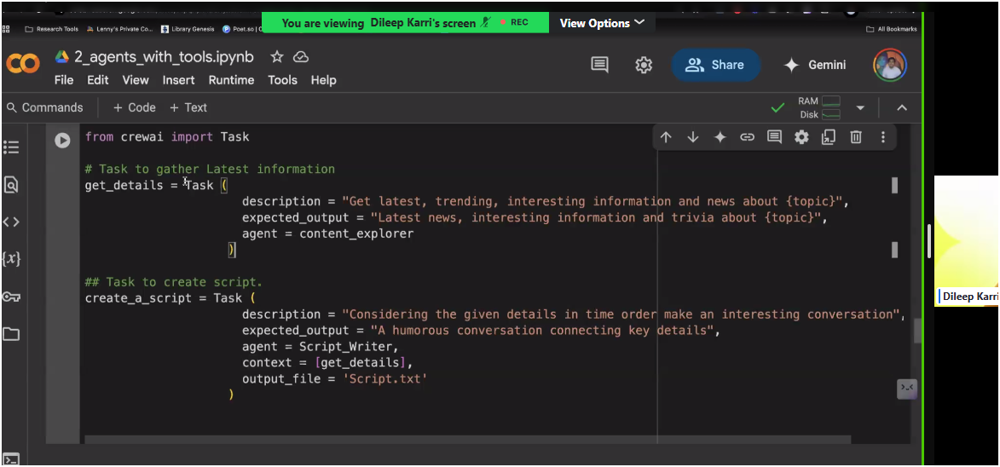 You are viewing Dileep Karri's screen REC View Options
Research Tools Lenny's Private Co... Library Genesis Poet.so All Bookmarks
2_agents_with_tools.ipynb
Share Gemini
File Edit View Insert Runtime Tools Help
Commands + Code + Text
RAM
Disk
from crewai import Task
# Task to gather Latest information
get_details = Task (
description = "Get latest, trending, interesting information and news about {topic}",
expected_output = "Latest news, interesting information and trivia about {topic}",
agent = content_explorer
)
## Task to create script.
create_a_script = Task (
description = "Considering the given details in time order make an interesting conversation",
expected_output = "A humorous conversation connecting key details",
agent = Script_Writer,
context = [get_details],
output_file = 'Script.txt'
)
Dileep Karri